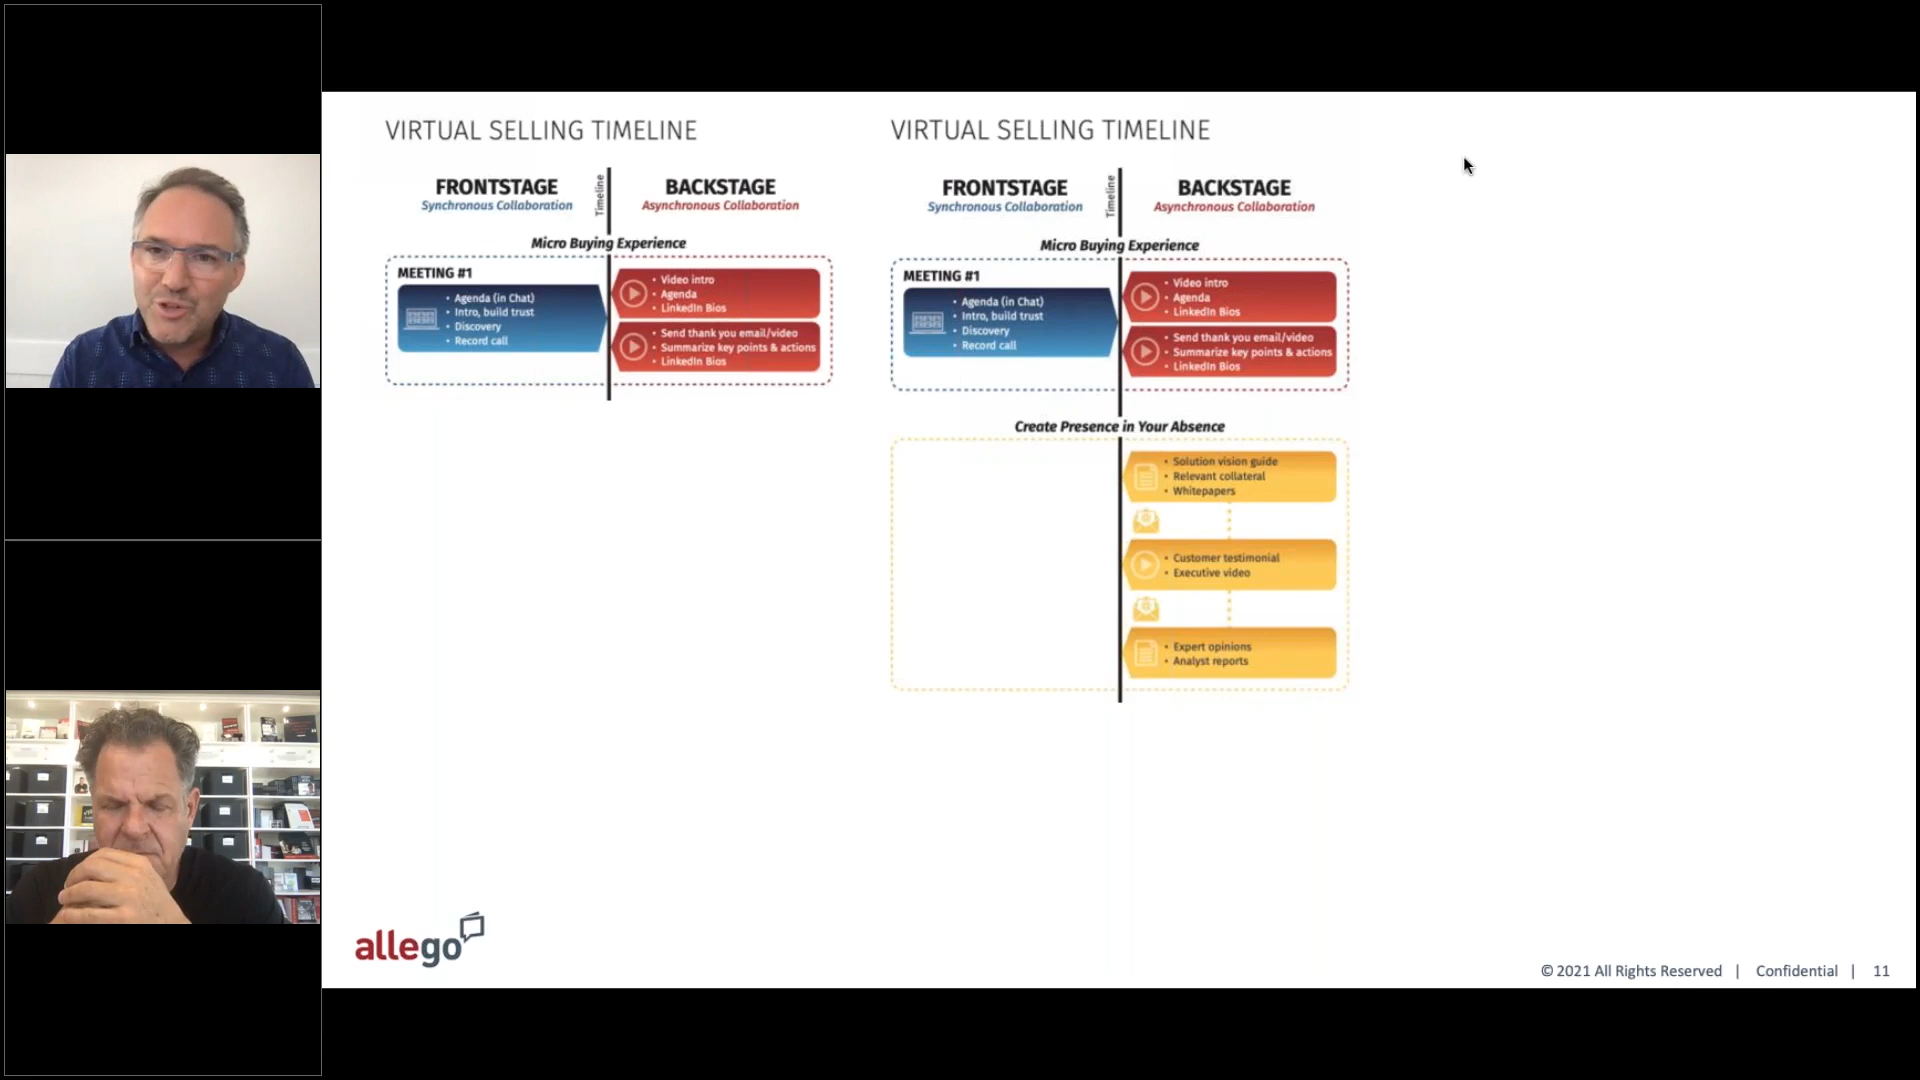 VIRTUAL SELLING TIMELINE
FRONTSTAGE
Synchronous Collaboration
Timeline
BACKSTAGE
Asynchronous Collaboration
Micro Buying Experience
MEETING #1
• Agenda (in Chat)
• Intro, build trust
• Discovery
• Record call
• Video intro
• Agenda
• LinkedIn Bios
• Send thank you email/video
• Summarize key points & actions
• LinkedIn Bios
VIRTUAL SELLING TIMELINE
FRONTSTAGE
Synchronous Collaboration
Timeline
BACKSTAGE
Asynchronous Collaboration
Micro Buying Experience
MEETING #1
• Agenda (in Chat)
• Intro, build trust
• Discovery
• Record call
• Video intro
• Agenda
• LinkedIn Bios
• Send thank you email/video
• Summarize key points & actions
• LinkedIn Bios
Create Presence in Your Absence
• Solution vision guide
• Relevant collateral
• Whitepapers
• Customer testimonial
• Executive video
• Expert opinions
• Analyst reports
allego
© 2021 All Rights Reserved | Confidential | 11